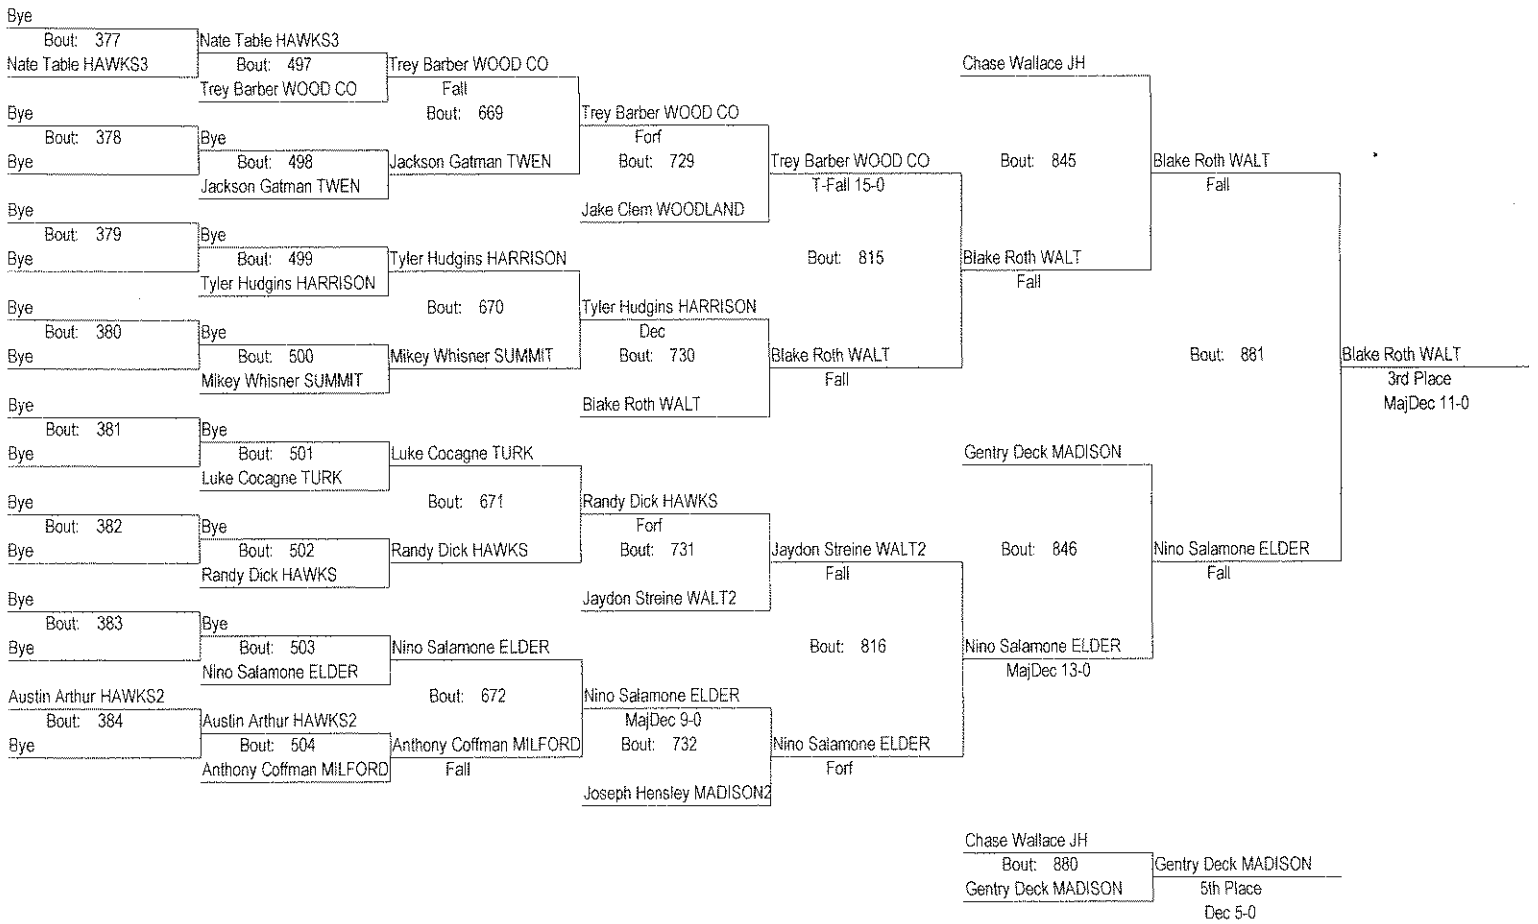 Bye
Bout: 377
Nate Table HAWKS3
Bye
Bout: 378
Bye
Bye
Bout: 379
Bye
Bye
Bout: 380
Bye
Bye
Bout: 381
Bye
Bye
Bout: 382
Bye
Bye
Bout: 383
Bye
Austin Arthur HAWKS2
Bout: 384
Bye
Nate Table HAWKS3
Bout: 497
Trey Barber WOOD CO
Bye
Bout: 498
Jackson Gatman TWEN
Bye
Bout: 499
Tyler Hudgins HARRISON
Bye
Bout: 500
Mikey Whisner SUMMIT
Bye
Bout: 501
Luke Cocagne TURK
Bye
Bout: 502
Randy Dick HAWKS
Bye
Bout: 503
Nino Salamone ELDER
Austin Arthur HAWKS2
Bout: 504
Anthony Coffman MILFORD
Trey Barber WOOD CO
Fall
Bout: 669
Jackson Gatman TWEN
Tyler Hudgins HARRISON
Bout: 670
Mikey Whisner SUMMIT
Luke Cocagne TURK
Bout: 671
Randy Dick HAWKS
Nino Salamone ELDER
Bout: 672
Anthony Coffman MILFORD
Fall
Trey Barber WOOD CO
Forf
Bout: 729
Jake Clem WOODLAND
Tyler Hudgins HARRISON
Dec
Bout: 730
Blake Roth WALT
Randy Dick HAWKS
Forf
Bout: 731
Jaydon Streine WALT2
Nino Salamone ELDER
MajDec 9-0
Bout: 732
Joseph Hensley MADISON2
Trey Barber WOOD CO
T-Fall 15-0
Bout: 815
Blake Roth WALT
Fall
Jaydon Streine WALT2
Fall
Bout: 816
Nino Salamone ELDER
Forf
Chase Wallace JH
Bout: 845
Blake Roth WALT
Fall
Gentry Deck MADISON
Bout: 846
Nino Salamone ELDER
MajDec 13-0
Blake Roth WALT
Fall
Bout: 881
Nino Salamone ELDER
Fall
Blake Roth WALT
3rd Place
MajDec 11-0
Chase Wallace JH
Bout: 880
Gentry Deck MADISON
Gentry Deck MADISON
5th Place
Dec 5-0